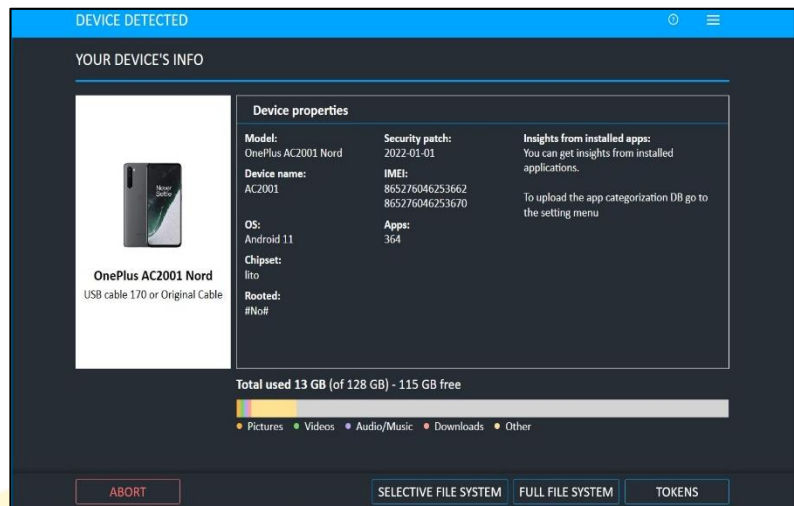 DEVICE DETECTED
YOUR DEVICE'S INFO
Never
Settle
OnePlus AC2001 Nord
USB cable 170 or Original Cable
Device properties
Model:
OnePlus AC2001 Nord
Device name:
AC2001
OS:
Android 11
Chipset:
lito
Rooted:
#No#
Security patch:
2022-01-01
IMEI:
865276046253662
865276046253670
Apps:
364
Insights from installed apps:
You can get insights from installed
applications.
To upload the app categorization DB go to
the setting menu
Total used 13 GB (of 128 GB) - 115 GB free
Pictures Videos Audio/Music Downloads Other
ABORT
SELECTIVE FILE SYSTEM
FULL FILE SYSTEM
TOKENS